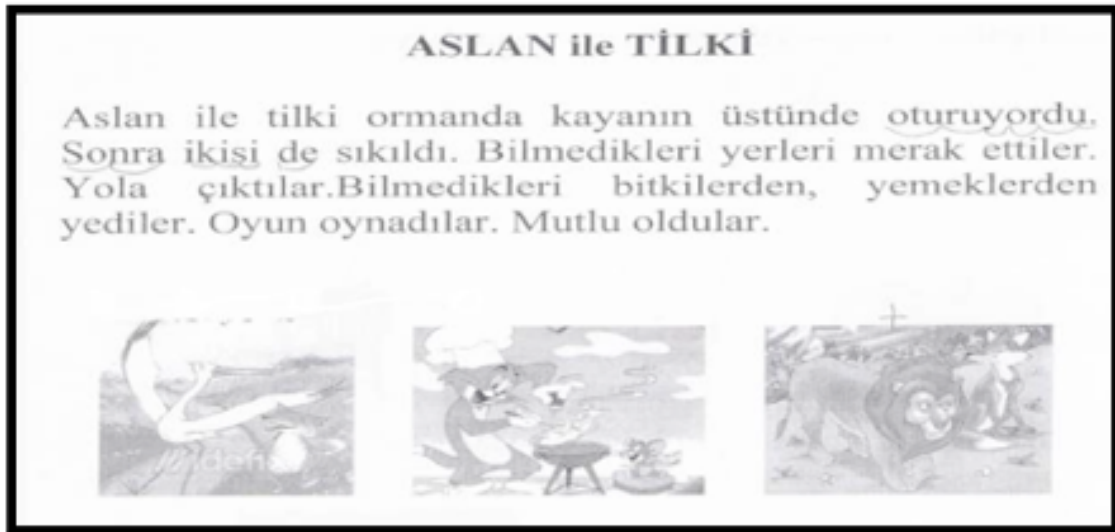 ASLAN ile TİLKİ
Aslan ile tilki ormanda kayanın üstünde oturuyordu.
Sonra ikisi de sıkıldı. Bilmedikleri yerleri merak ettiler.
Yola çıktılar.Bilmedikleri bitkilerden, yemeklerden
yediler. Oyun oynadılar. Mutlu oldular.